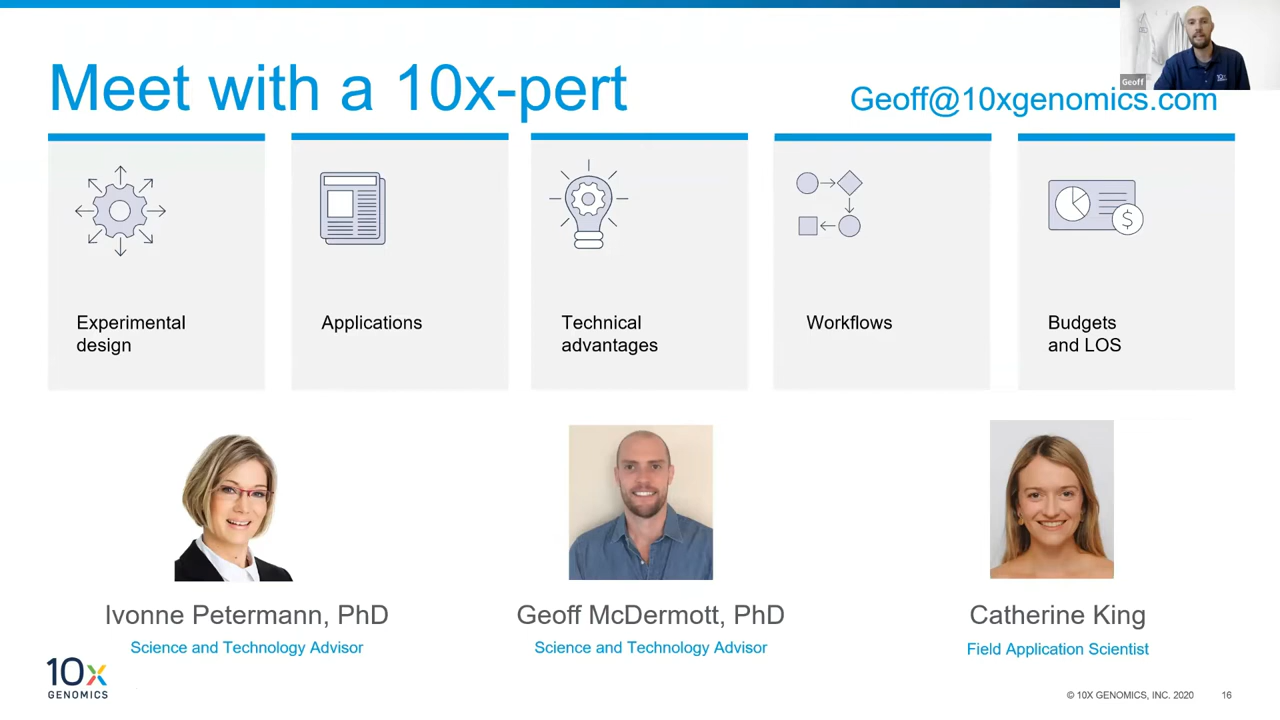 Meet with a 10x-pert
Geoff
Geoff@10xgenomics.com
Experimental
design
Applications
Technical
advantages
Workflows
Budgets
and LOS
$
Ivonne Petermann, PhD
Science and Technology Advisor
Geoff McDermott, PhD
Science and Technology Advisor
Catherine King
Field Application Scientist
10x
GENOMICS
© 10X GENOMICS, INC. 2020
16